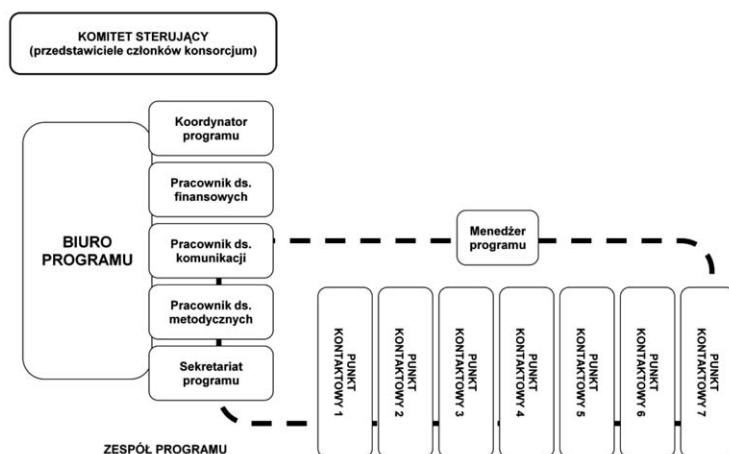 KOMITET STERUJĄCY
(przedstawiciele członków konsorcjum)
Koordynator
programu
Pracownik ds.
finansowych
BIURO
PROGRAMU
Pracownik ds.
komunikacji
Menedżer
programu
Pracownik ds.
metodycznych
Sekretariat
programu
PUNKT
KONTAKTOWY 1
PUNKT
KONTAKTOWY 2
PUNKT
KONTAKTOWY 3
PUNKT
KONTAKTOWY 4
PUNKT
KONTAKTOWY 5
PUNKT
KONTAKTOWY 6
PUNKT
KONTAKTOWY 7
ZESPÓŁ PROGRAMU